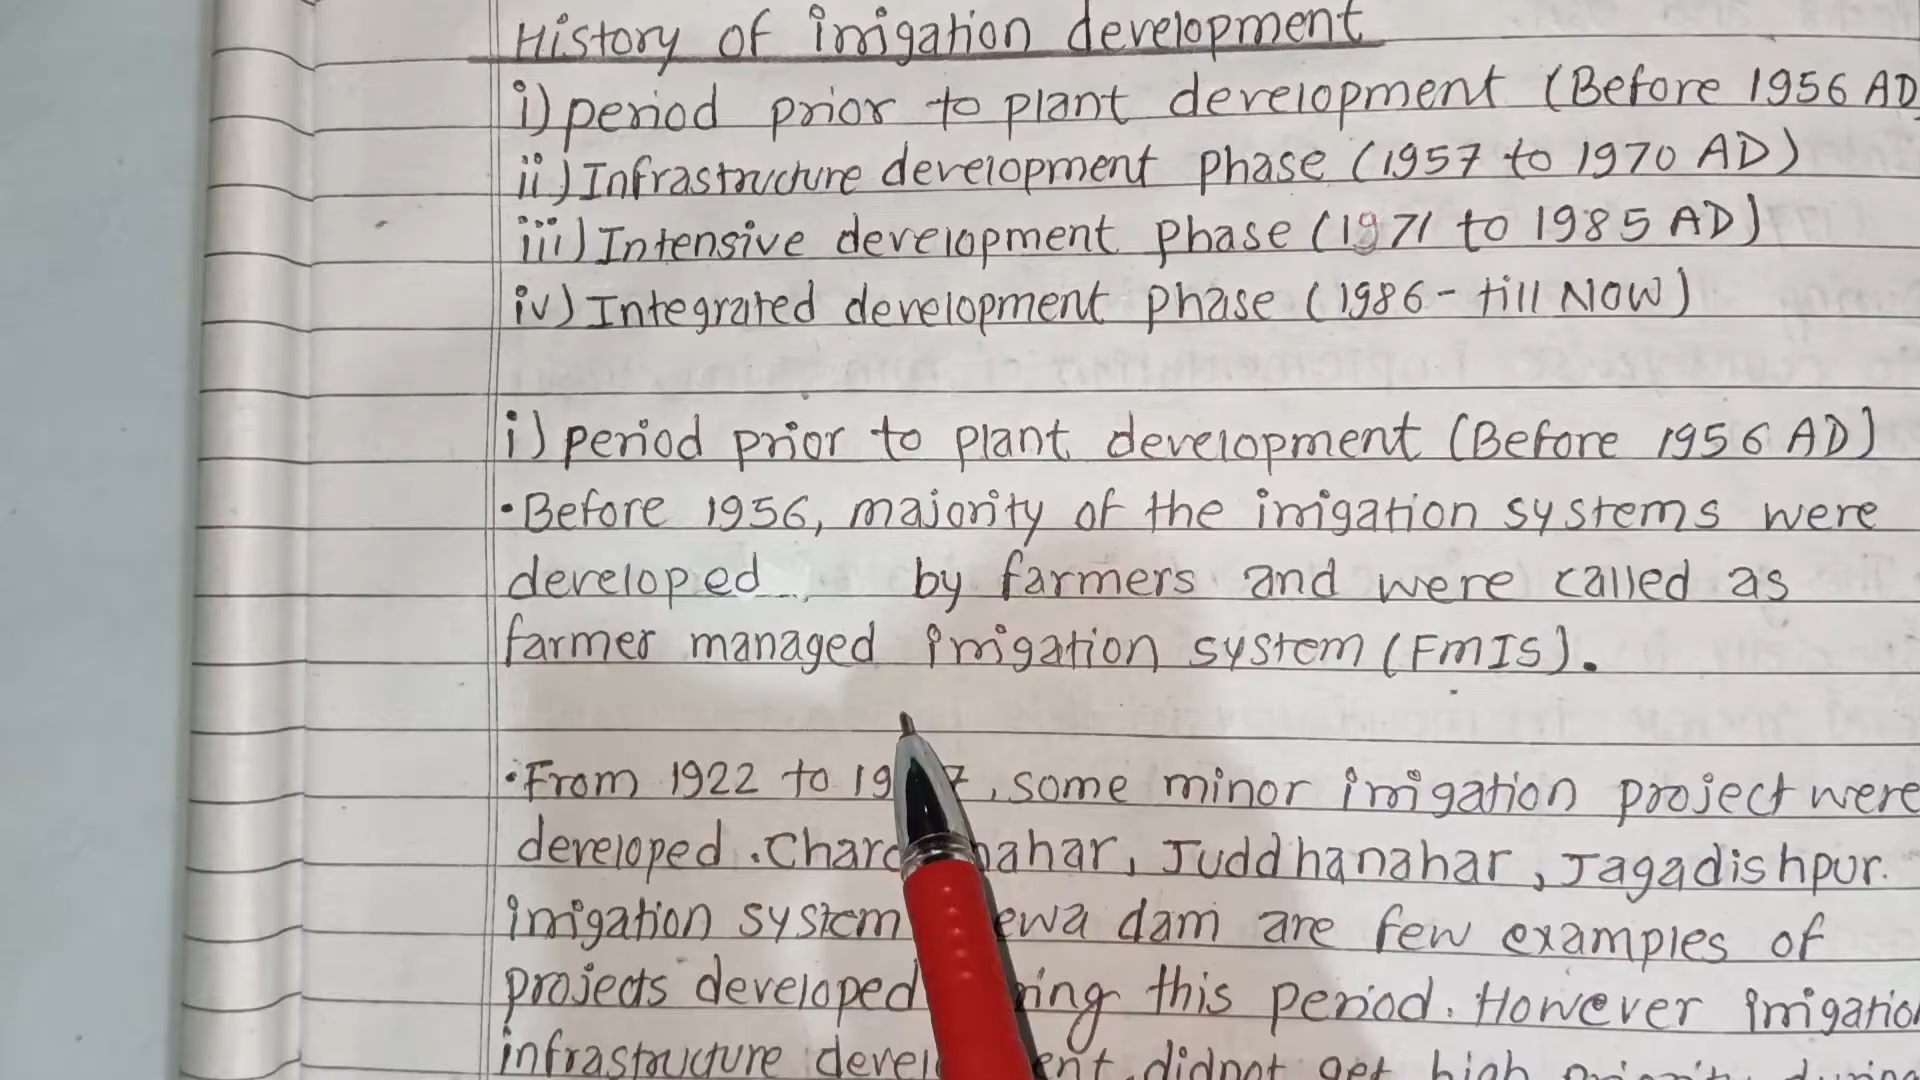 History of irrigation development
i) period prior to plant development (Before 1956 AD
ii) Infrastructure development phase (1957 to 1970 AD)
iii) Intensive development phase (1971 to 1985 AD)
iv) Integrated development phase (1986 - till NOW)
i) period prior to plant development (Before 1956 AD)
• Before 1956, majority of the irrigation systems were
developed by farmers and were called as
farmer managed irrigation system (FMIS).
• From 1922 to , some minor irrigation project were
developed . , Juddhanahar, Jagadishpur.
irrigation system dam are few examples of
projects developed this period. However
infrastructure didnot get high